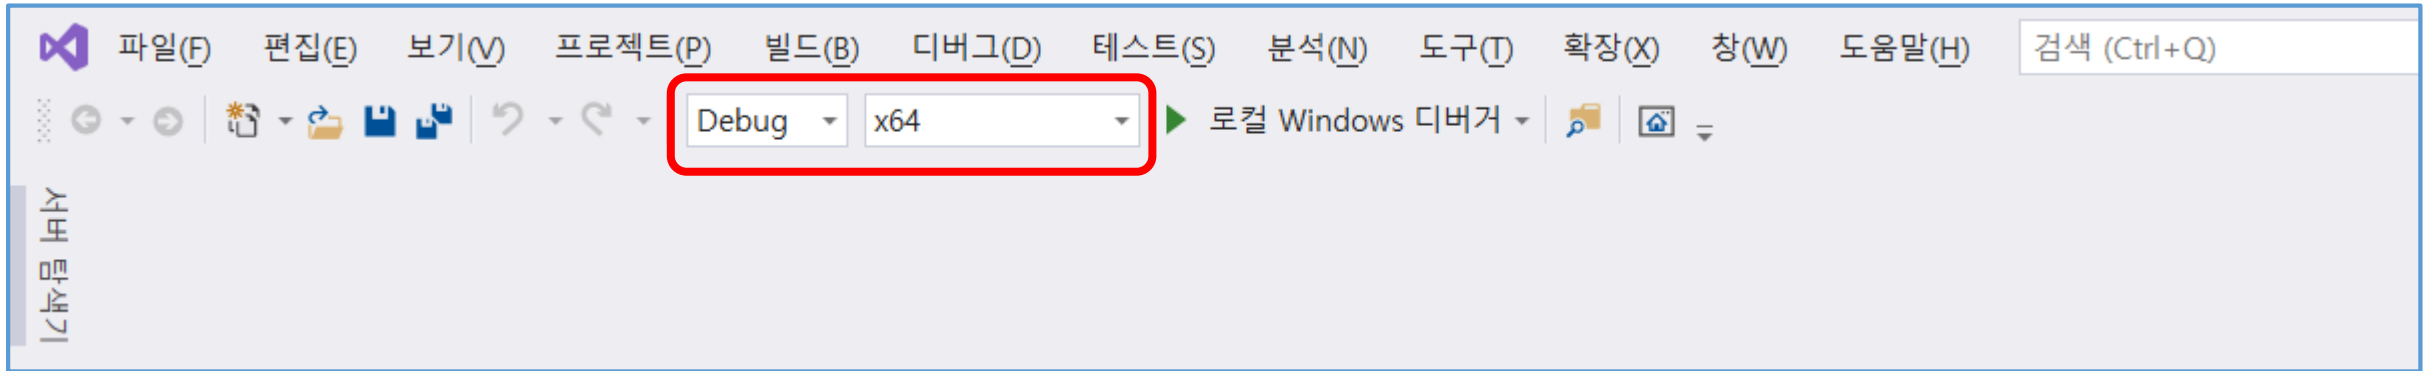 파일(F) 편집(E) 보기(V) 프로젝트(P) 빌드(B) 디버그(D) 테스트(S) 분석(N) 도구(T) 확장(X) 창(W) 도움말(H) 검색 (Ctrl+Q)
Debug x64 로컬 Windows 디버거
서버 탐색기